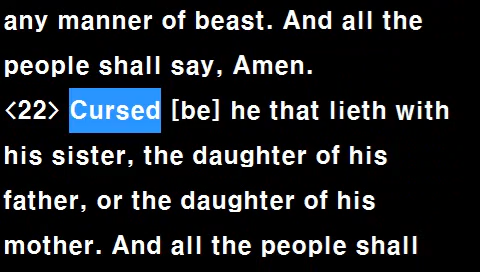 any manner of beast. And all the
people shall say, Amen.
<22> Cursed [be] he that lieth with
his sister, the daughter of his
father, or the daughter of his
mother. And all the people shall